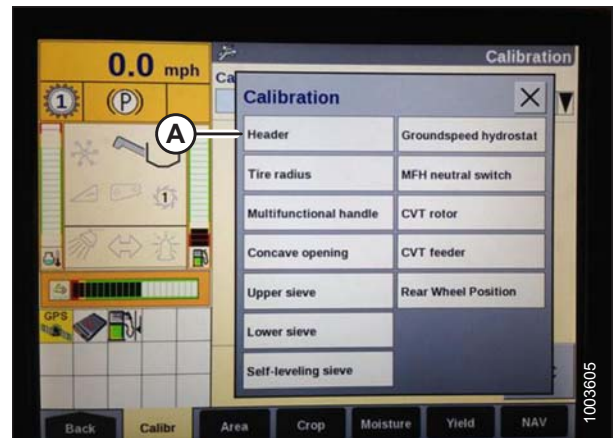 0.0 mph
Calibration
Ca
1
(P)
Calibration
A
Header
Groundspeed hydrostat
Tire radius
MFH neutral switch
1
Multifunctional handle
CVT rotor
Concave opening
CVT feeder
Upper sieve
Rear Wheel Position
GPS
Lower sieve
Self-leveling sieve
Back
Calibr
Area
Crop
Moisture
Yield
NAV
1003605